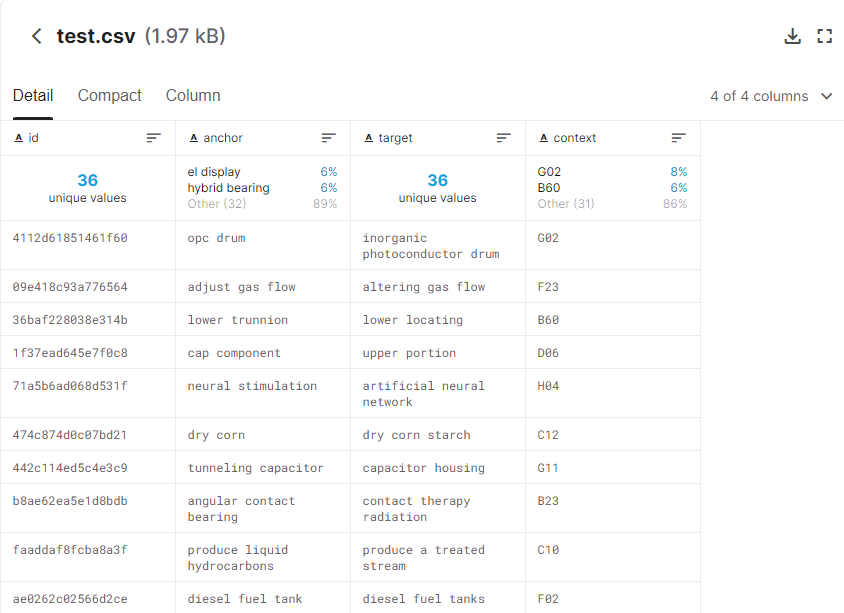 test.csv (1.97 kB)
Detail Compact Column 4 of 4 columns
A id A anchor A target A context
36
unique values
el display 6%
hybrid bearing 6%
Other (32) 89%
36
unique values
G02 8%
B60 6%
Other (31) 86%
4112d61851461f60 opc drum inorganic photoconductor drum G02
09e418c93a776564 adjust gas flow altering gas flow F23
36baf228038e314b lower trunnion lower locating B60
1f37ead645e7f0c8 cap component upper portion D06
71a5b6ad068d531f neural stimulation artificial neural network H04
474c874d0c07bd21 dry corn dry corn starch C12
442c114ed5c4e3c9 tunneling capacitor capacitor housing G11
b8ae62ea5e1d8bdb angular contact bearing contact therapy radiation B23
faaddaf8fcba8a3f produce liquid hydrocarbons produce a treated stream C10
ae0262c02566d2ce diesel fuel tank diesel fuel tanks F02